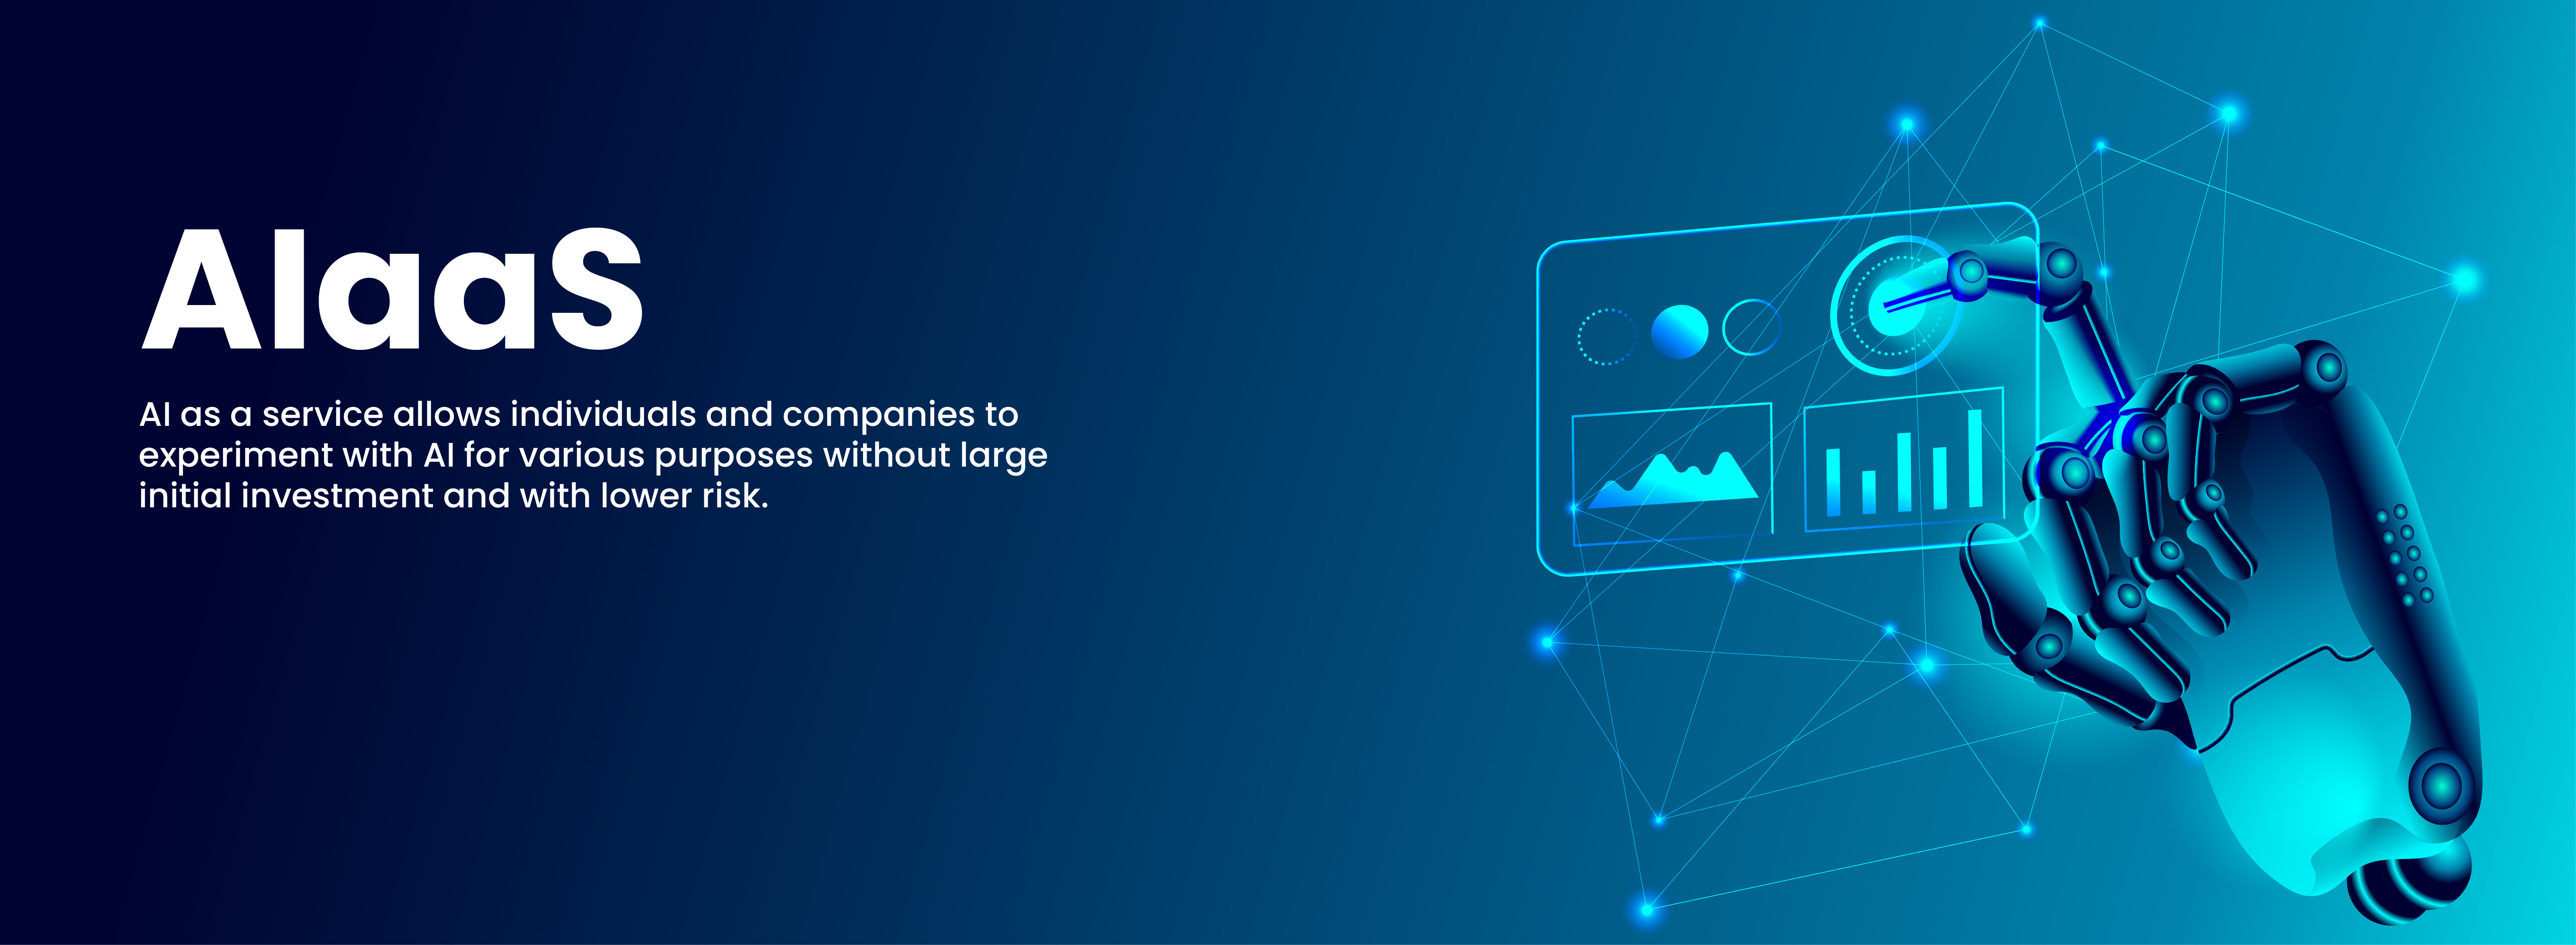 AIaaS
AI as a service allows individuals and companies to
experiment with AI for various purposes without large
initial investment and with lower risk.